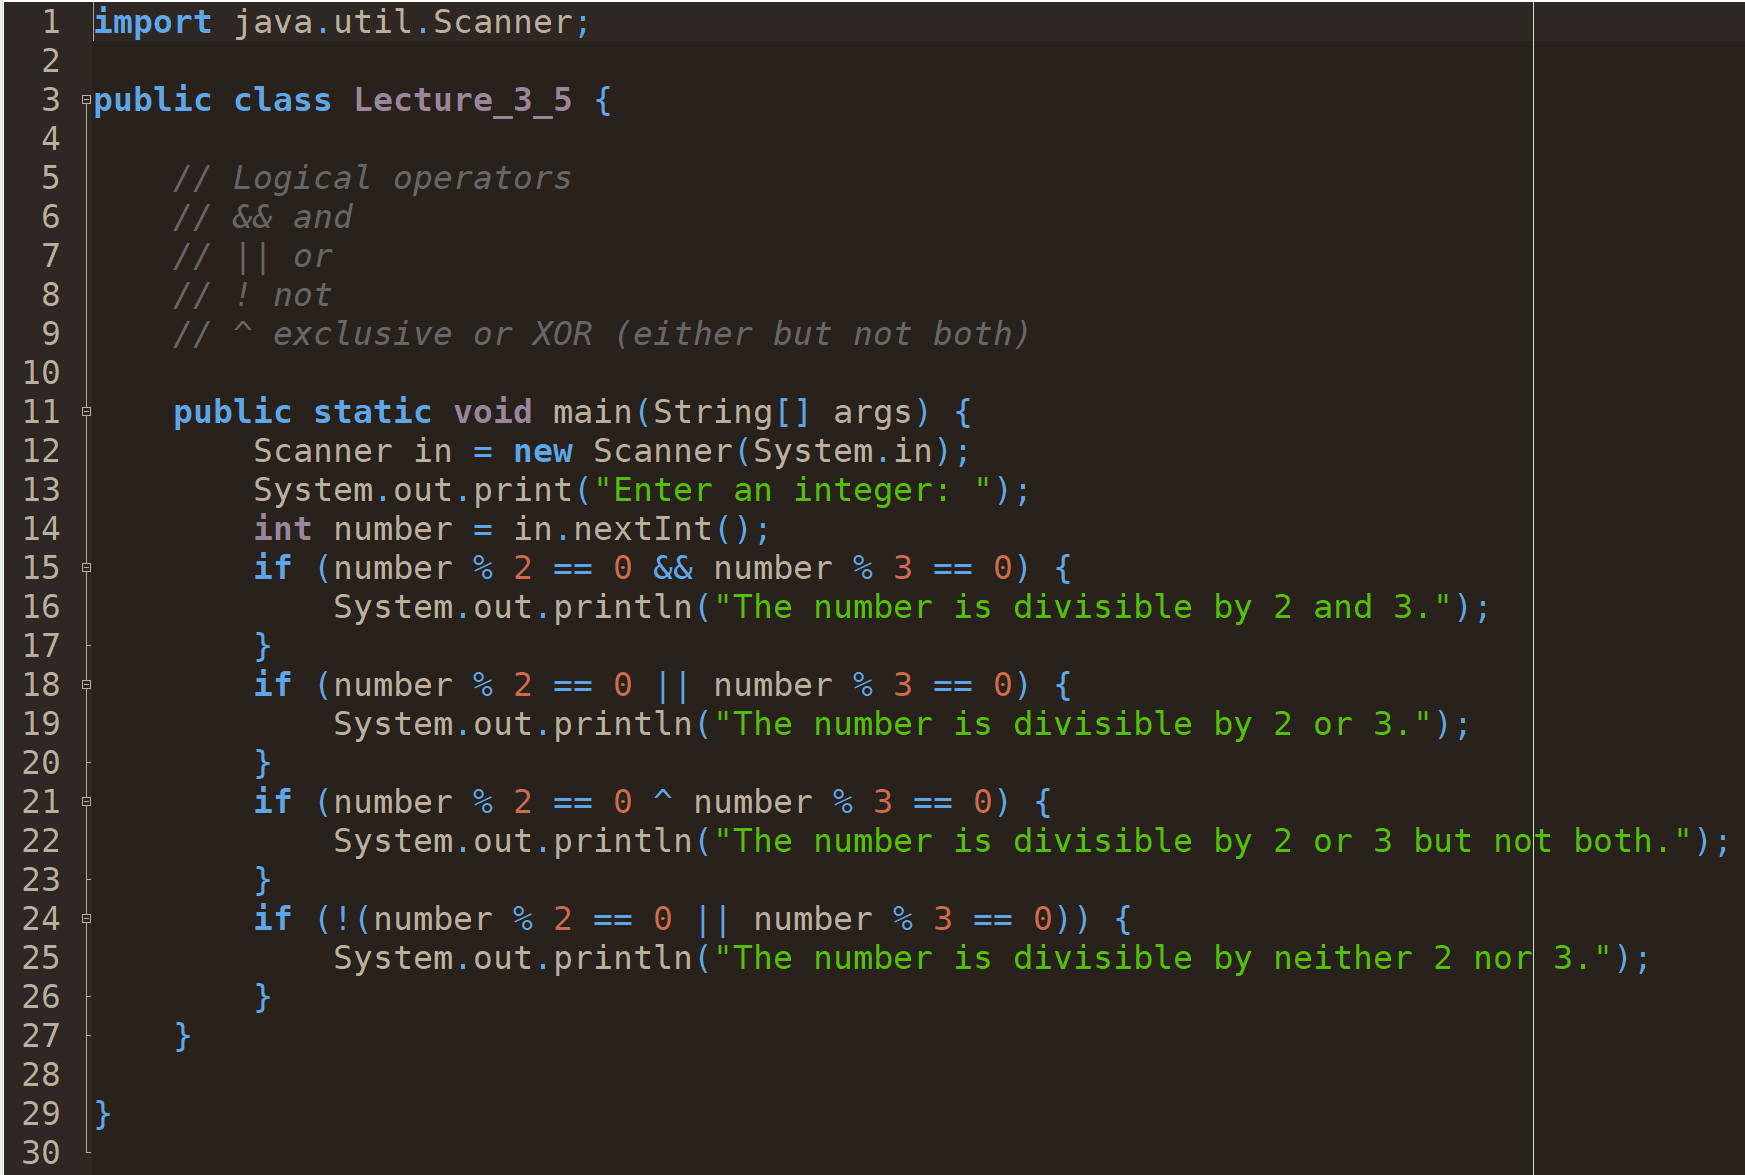 1 import java.util.Scanner;
2
3 public class Lecture_3_5 {
4
5     // Logical operators
6     // && and
7     // || or
8     // ! not
9     // ^ exclusive or XOR (either but not both)
10
11     public static void main(String[] args) {
12         Scanner in = new Scanner(System.in);
13         System.out.print("Enter an integer: ");
14         int number = in.nextInt();
15         if (number % 2 == 0 && number % 3 == 0) {
16             System.out.println("The number is divisible by 2 and 3.");
17         }
18         if (number % 2 == 0 || number % 3 == 0) {
19             System.out.println("The number is divisible by 2 or 3.");
20         }
21         if (number % 2 == 0 ^ number % 3 == 0) {
22             System.out.println("The number is divisible by 2 or 3 but not both.");
23         }
24         if (!(number % 2 == 0 || number % 3 == 0)) {
25             System.out.println("The number is divisible by neither 2 nor 3.");
26         }
27     }
28
29 }
30